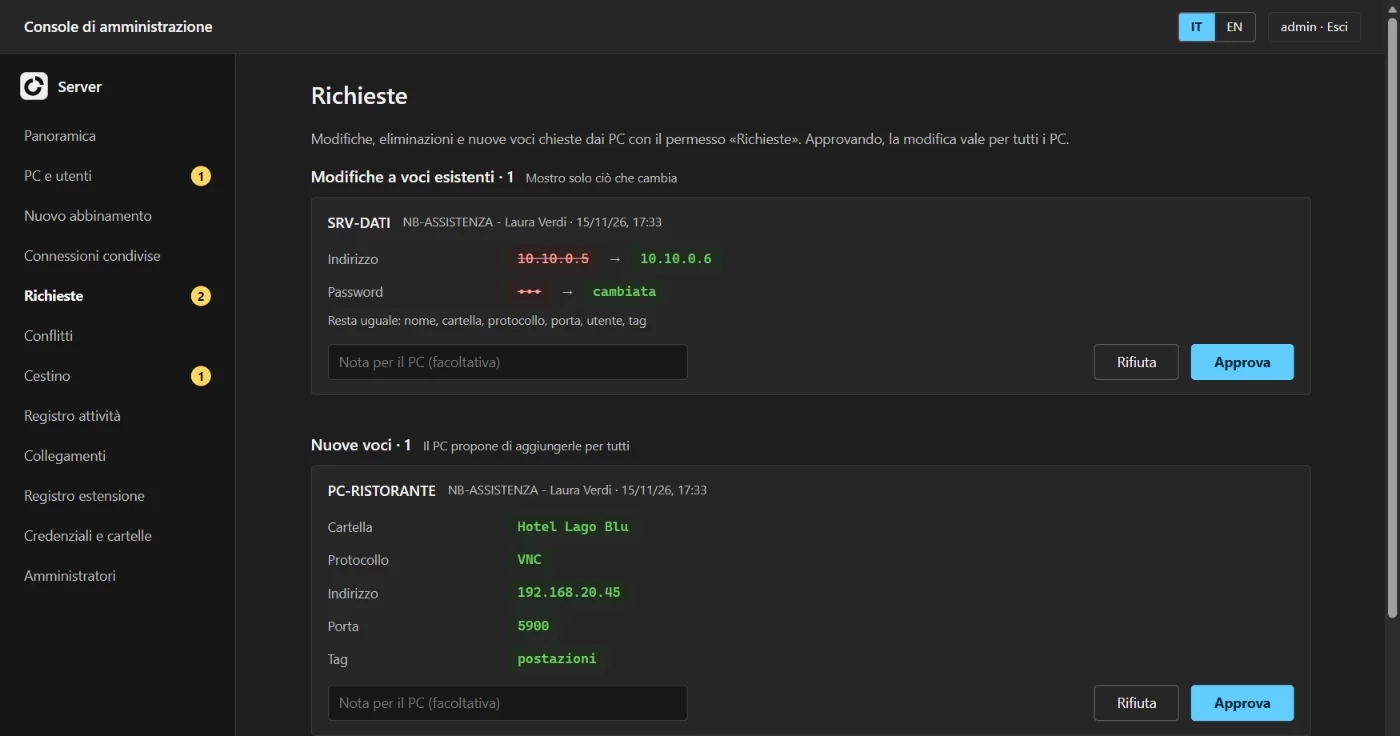 Console di amministrazione
IT
EN
admin · Esci
Server
Panoramica
PC e utenti
1
Nuovo abbinamento
Connessioni condivise
Richieste
2
Conflitti
Cestino
1
Registro attività
Collegamenti
Registro estensione
Credenziali e cartelle
Amministratori
Richieste
Modifiche, eliminazioni e nuove voci chieste dai PC con il permesso «Richieste». Approvando, la modifica vale per tutti i PC.
Modifiche a voci esistenti · 1 Mostro solo ciò che cambia
SRV-DATI NB-ASSISTENZA - Laura Verdi · 15/11/26, 17:33
Indirizzo 10.10.0.5 → 10.10.0.6
Password ••• → cambiata
Resta uguale: nome, cartella, protocollo, porta, utente, tag
Nota per il PC (facoltativa)
Rifiuta
Approva
Nuove voci · 1 Il PC propone di aggiungerle per tutti
PC-RISTORANTE NB-ASSISTENZA - Laura Verdi · 15/11/26, 17:33
Cartella Hotel Lago Blu
Protocollo VNC
Indirizzo 192.168.20.45
Porta 5900
Tag postazioni
Nota per il PC (facoltativa)
Rifiuta
Approva